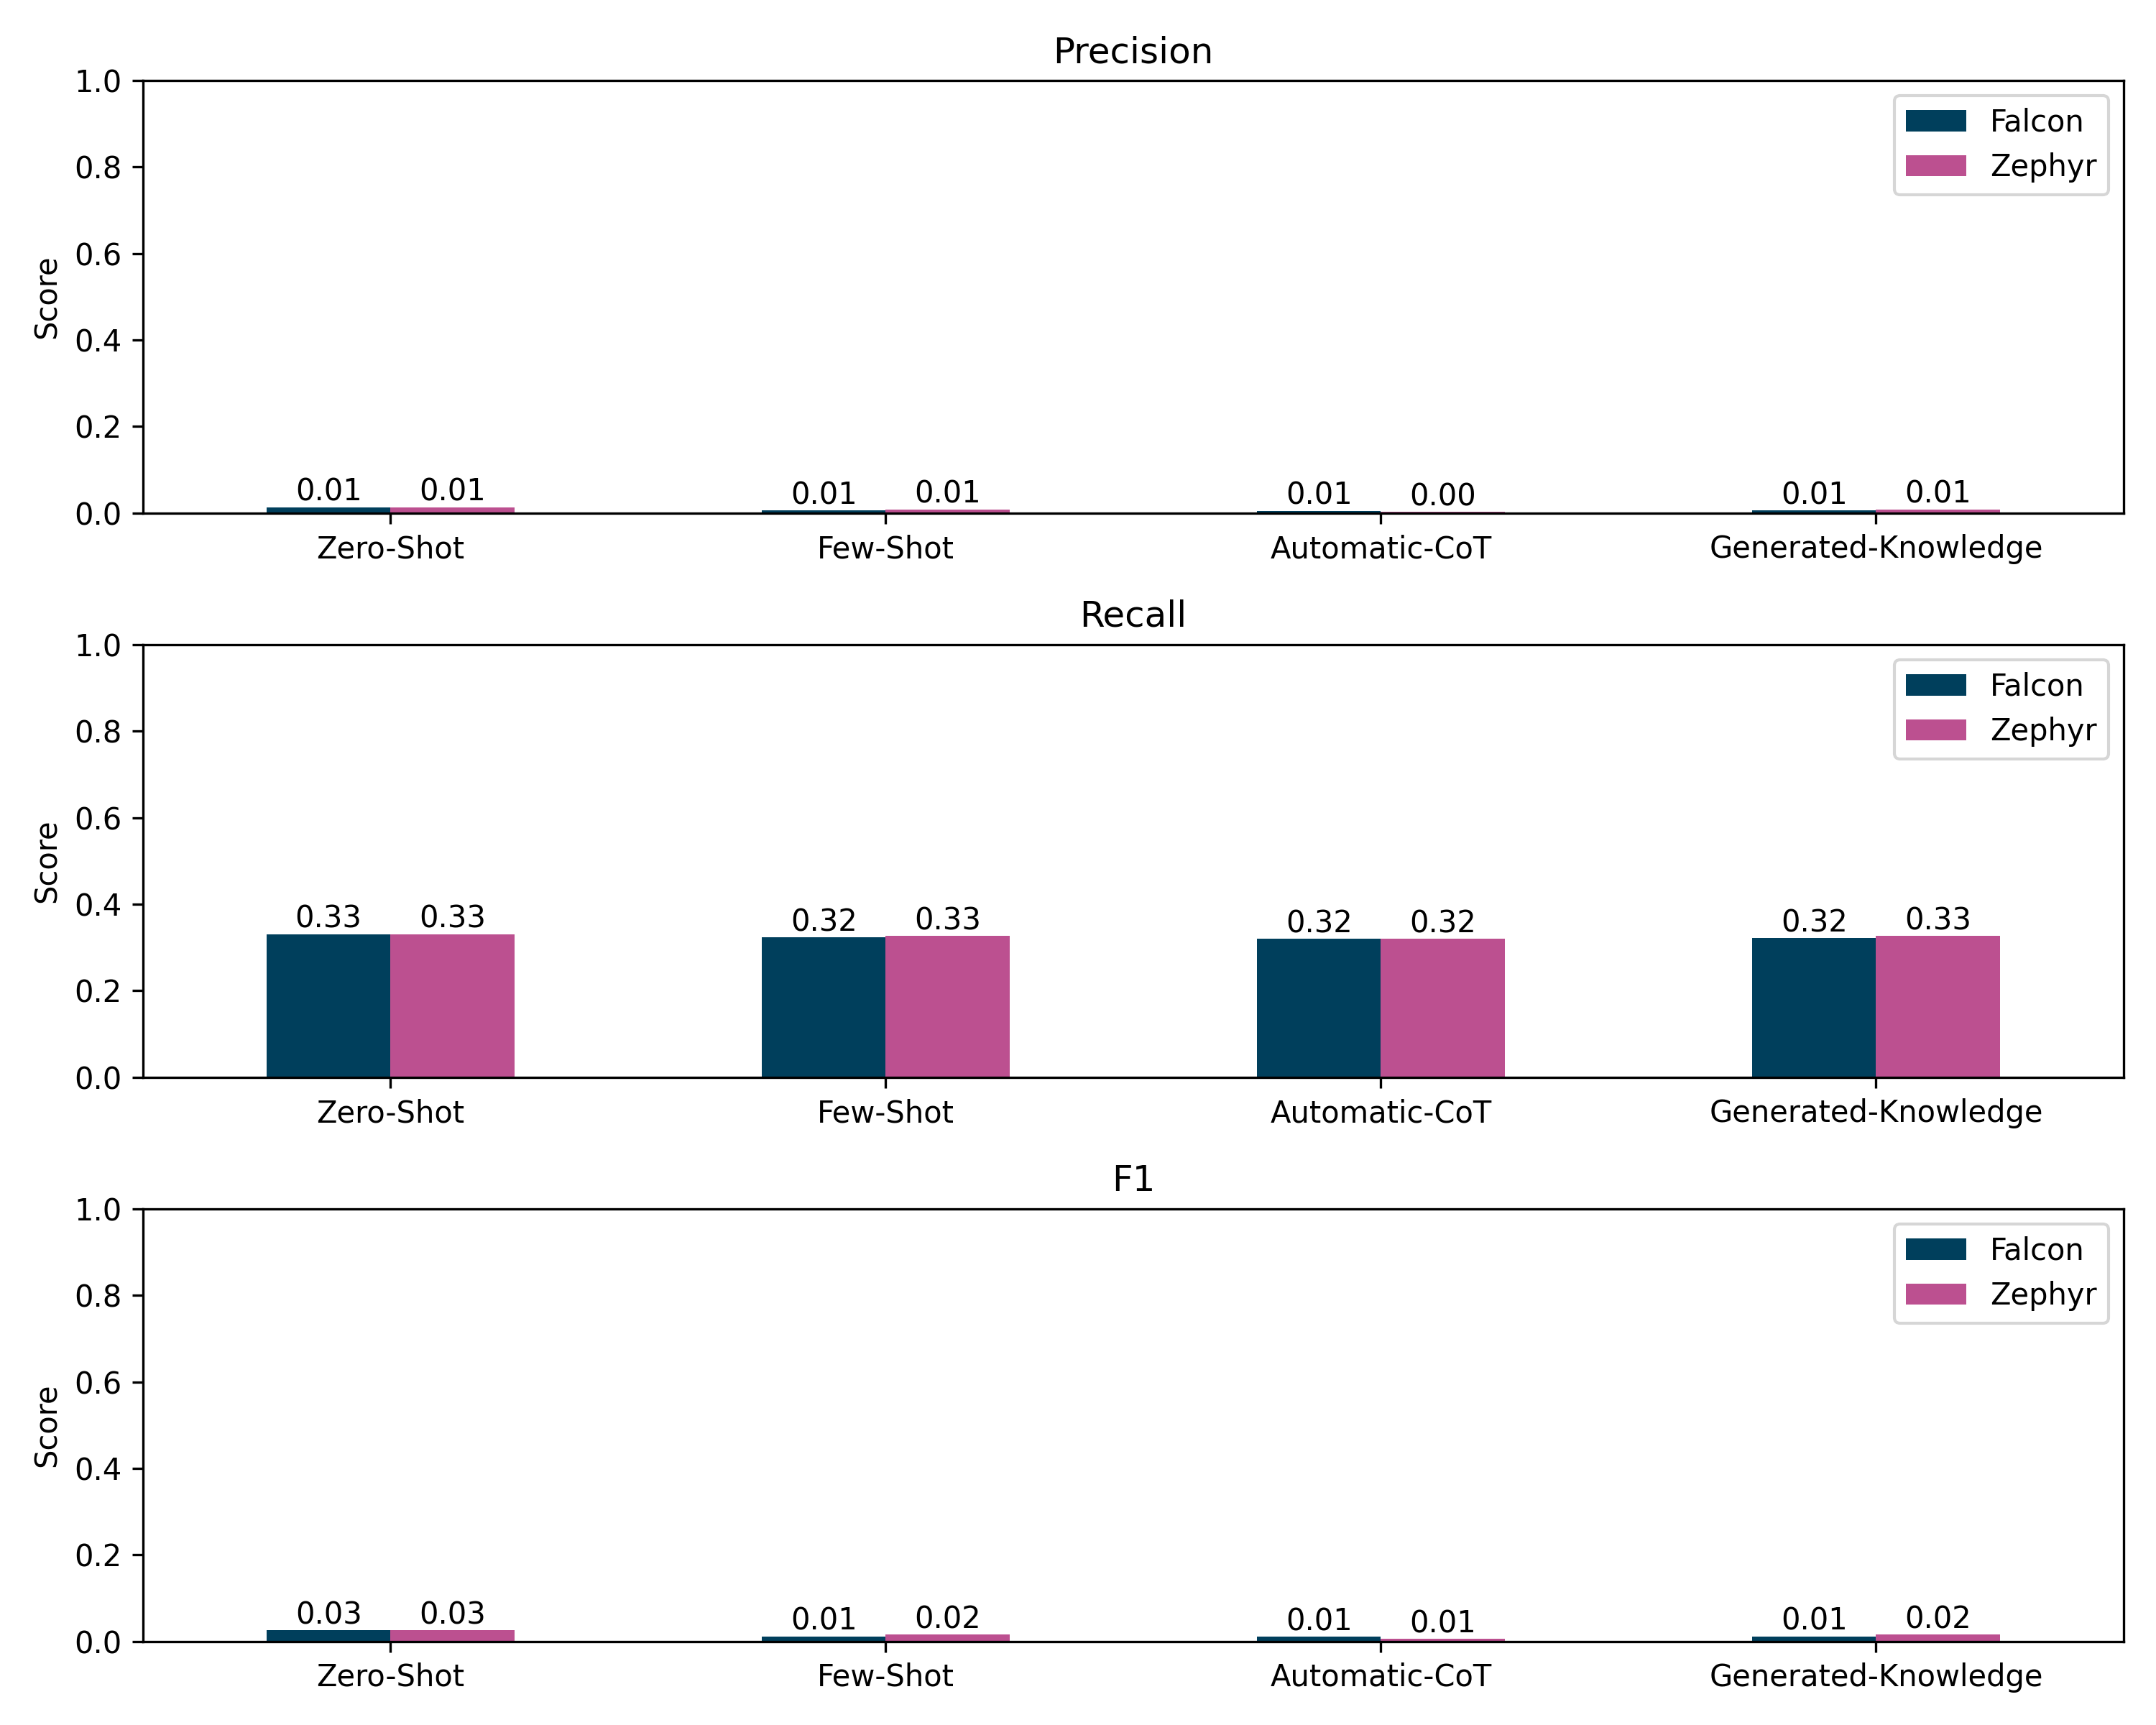 Precision
1.0
0.8
0.6
0.4
0.2
0.0
Score
Falcon
Zephyr
0.01 0.01 0.01 0.01 0.01 0.00 0.01 0.01
Zero-Shot Few-Shot Automatic-CoT Generated-Knowledge
Recall
1.0
0.8
0.6
0.4
0.2
0.0
Score
Falcon
Zephyr
0.33 0.33 0.32 0.33 0.32 0.32 0.32 0.33
Zero-Shot Few-Shot Automatic-CoT Generated-Knowledge
F1
1.0
0.8
0.6
0.4
0.2
0.0
Score
Falcon
Zephyr
0.03 0.03 0.01 0.02 0.01 0.01 0.01 0.02
Zero-Shot Few-Shot Automatic-CoT Generated-Knowledge